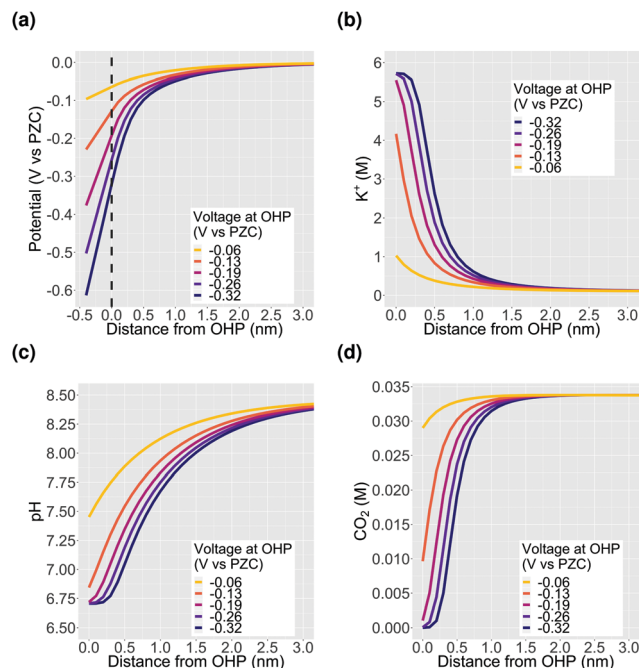 (a)
Potential (V vs PZC)
0.0
-0.1
-0.2
-0.3
-0.4
-0.5
-0.6
Voltage at OHP
(V vs PZC)
-0.06
-0.13
-0.19
-0.26
-0.32
-0.5 0.0 0.5 1.0 1.5 2.0 2.5 3.0
Distance from OHP (nm)
(b)
K⁺ (M)
6
5
4
3
2
1
0
Voltage at OHP
(V vs PZC)
-0.32
-0.26
-0.19
-0.13
-0.06
0.0 0.5 1.0 1.5 2.0 2.5 3.0
Distance from OHP (nm)
(c)
pH
8.50
8.25
8.00
7.75
7.50
7.25
7.00
6.75
6.50
Voltage at OHP
(V vs PZC)
-0.06
-0.13
-0.19
-0.26
-0.32
0.0 0.5 1.0 1.5 2.0 2.5 3.0
Distance from OHP (nm)
(d)
CO₂ (M)
0.035
0.030
0.025
0.020
0.015
0.010
0.005
0.000
Voltage at OHP
(V vs PZC)
-0.06
-0.13
-0.19
-0.26
-0.32
0.0 0.5 1.0 1.5 2.0 2.5 3.0
Distance from OHP (nm)